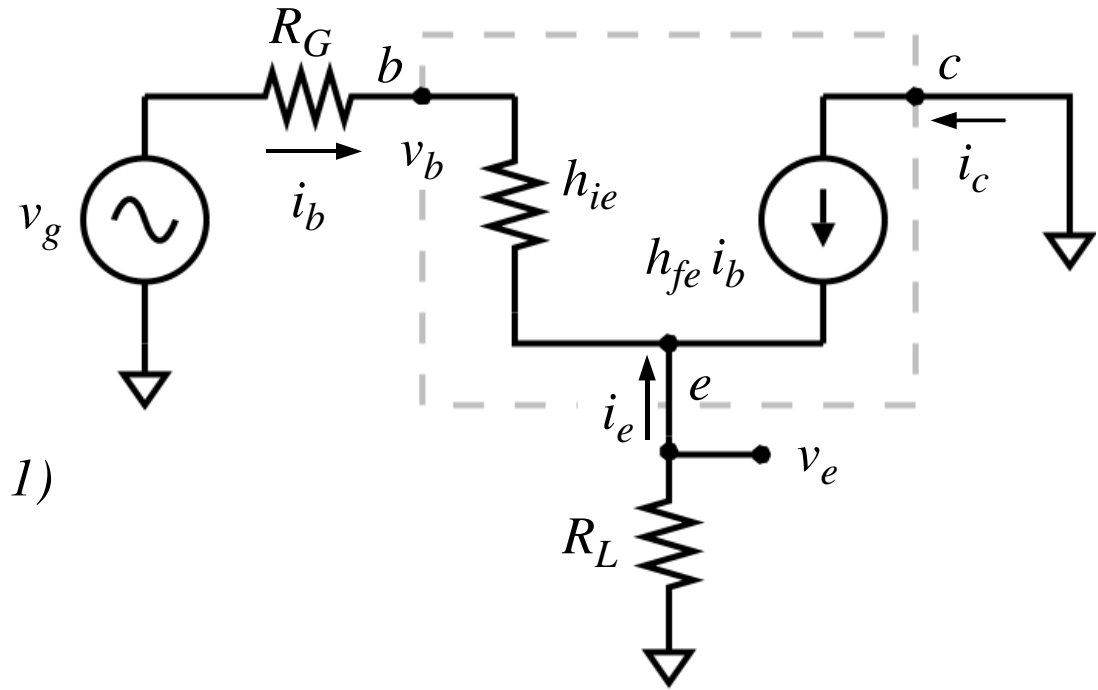 R_G
b
c
v_b
i_b
v_g
h_ie
i_c
h_fe i_b
e
i_e
v_e
1)
R_L